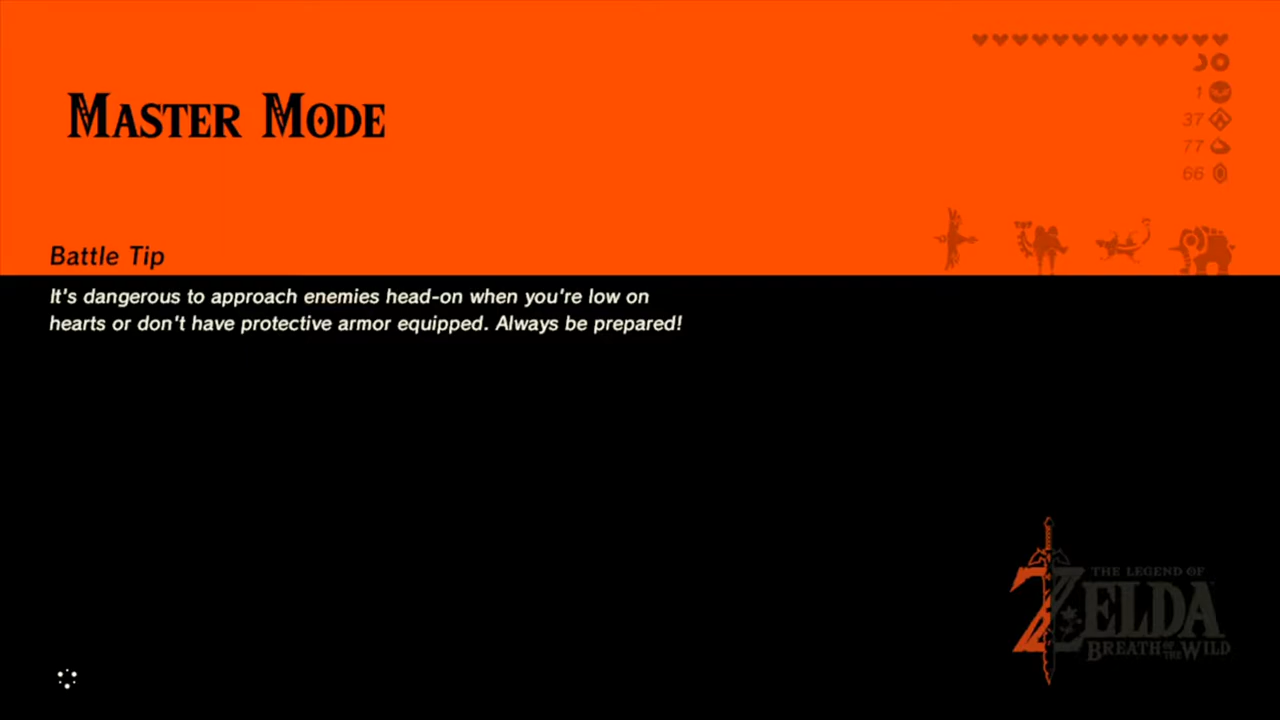 MASTER MODE
1
37
77
66
Battle Tip
It's dangerous to approach enemies head-on when you're low on
hearts or don't have protective armor equipped. Always be prepared!
THE LEGEND OF
ZELDA
BREATH OF THE WILD